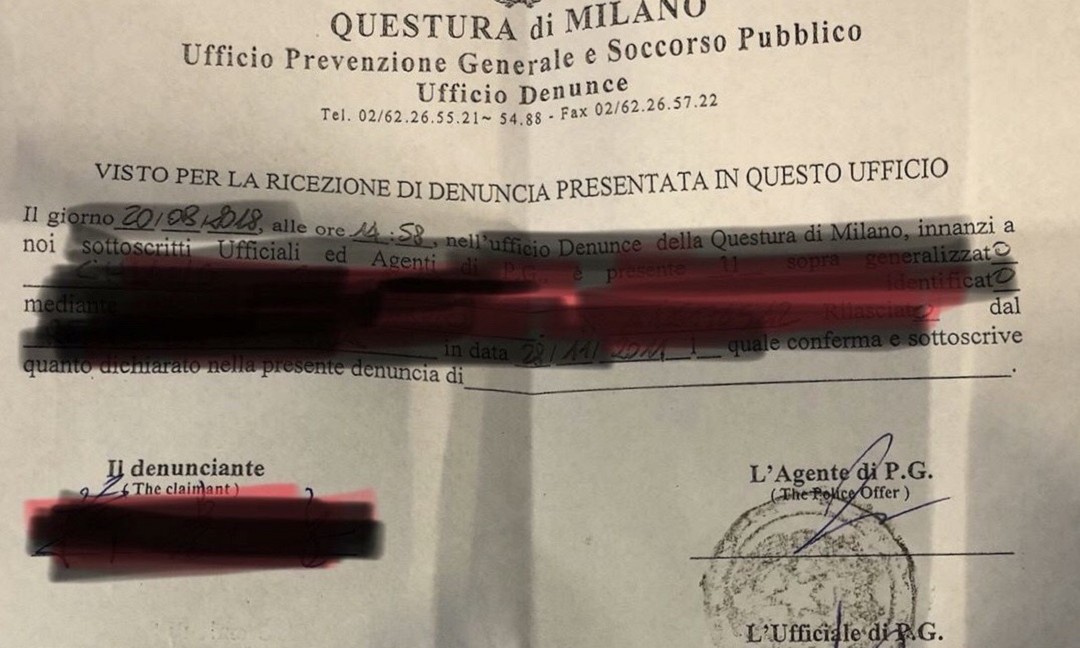 QUESTURA di MILANO
Ufficio Prevenzione Generale e Soccorso Pubblico
Ufficio Denunce
Tel. 02/62.26.55.21~ 54.88 - Fax 02/62.26.57.22
VISTO PER LA RICEZIONE DI DENUNCIA PRESENTATA IN QUESTO UFFICIO
Il giorno 20/08/2018, alle ore 11:58, nell'ufficio Denunce della Questura di Milano, innanzi a
noi sottoscritti Ufficiali ed Agenti di P.G. è presente Il sopra generalizzatO
identificatO
mediante Rilasciato dal
in data 28/11/ I quale conferma e sottoscrive
quanto dichiarato nella presente denuncia di
Il denunciante
(The claimant)
L'Agente di P.G.
(The Police Offer)
L'Ufficiale di P.G.